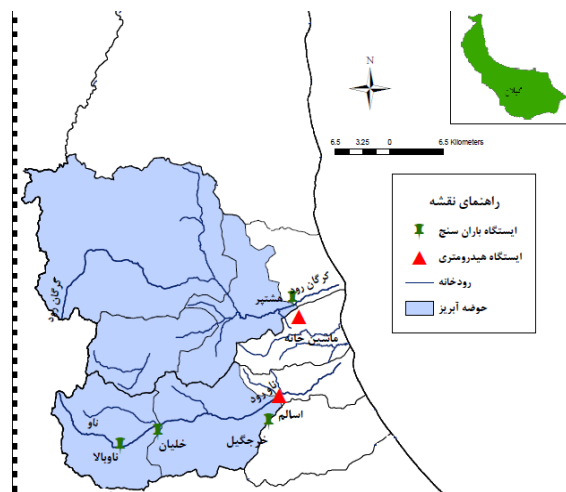 N
گیلان
6.5 3.25 0 6.5 Kilometers
راهنمای نقشه
ایستگاه باران سنج
ایستگاه هیدرومتری
رودخانه
حوضه آبریز
کرگان رود
کرگان رود
هشتپر
ماشین خانه
ناورود
اسالم
خرجگیل
خلیان
ناو
ناوبالا